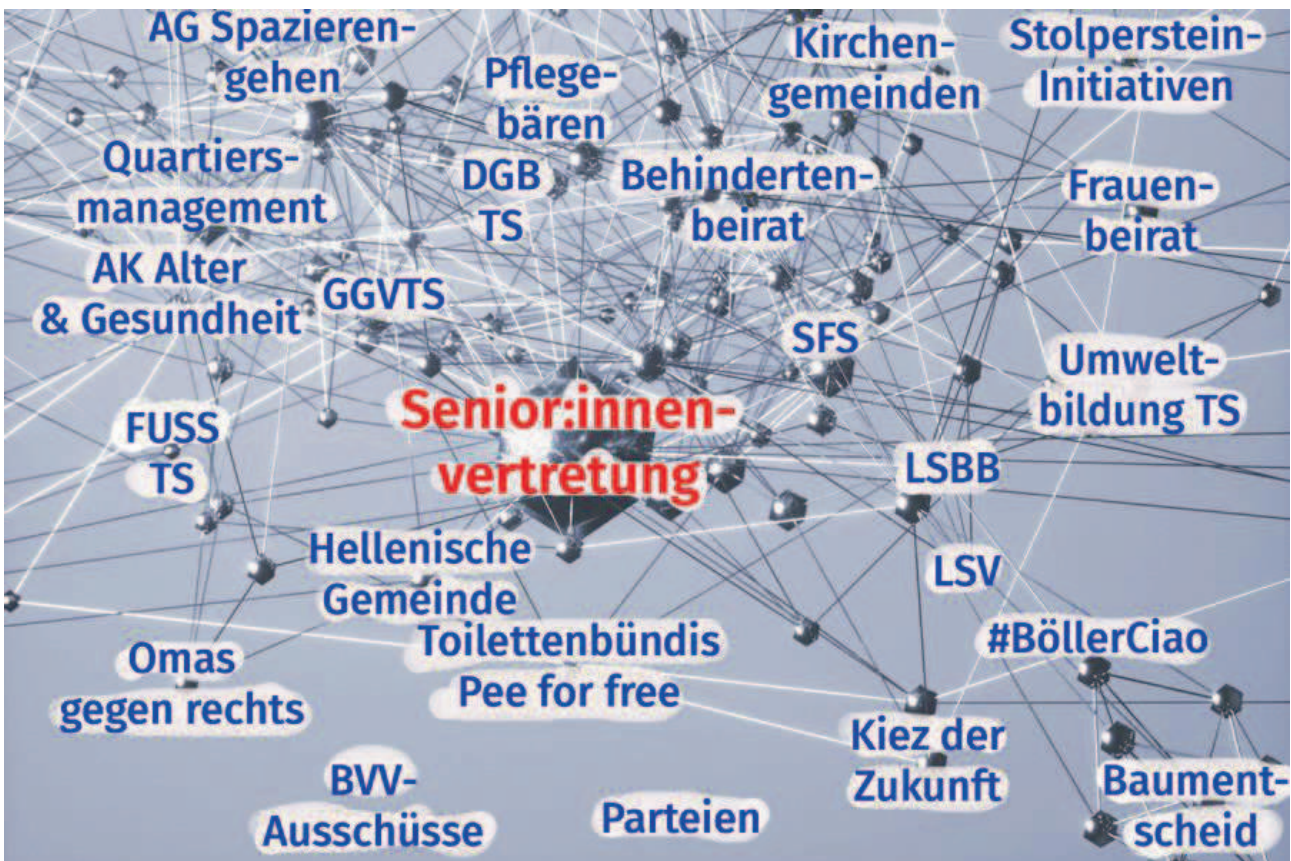 AG Spazieren-
gehen
Pflege-
bären
Kirchen-
gemeinden
Stolperstein-
Initiativen
Quartiers-
management
DGB
TS
Behinderten-
beirat
Frauen-
beirat
AK Alter
& Gesundheit
GGVTS
SFS
Umwelt-
bildung TS
FUSS
TS
Senior:innen-
vertretung
LSBB
Hellenische
Gemeinde
LSV
Toilettenbündis
Pee for free
#BöllerCiao
Omas
gegen rechts
Kiez der
Zukunft
BVV-
Ausschüsse
Parteien
Baument-
scheid